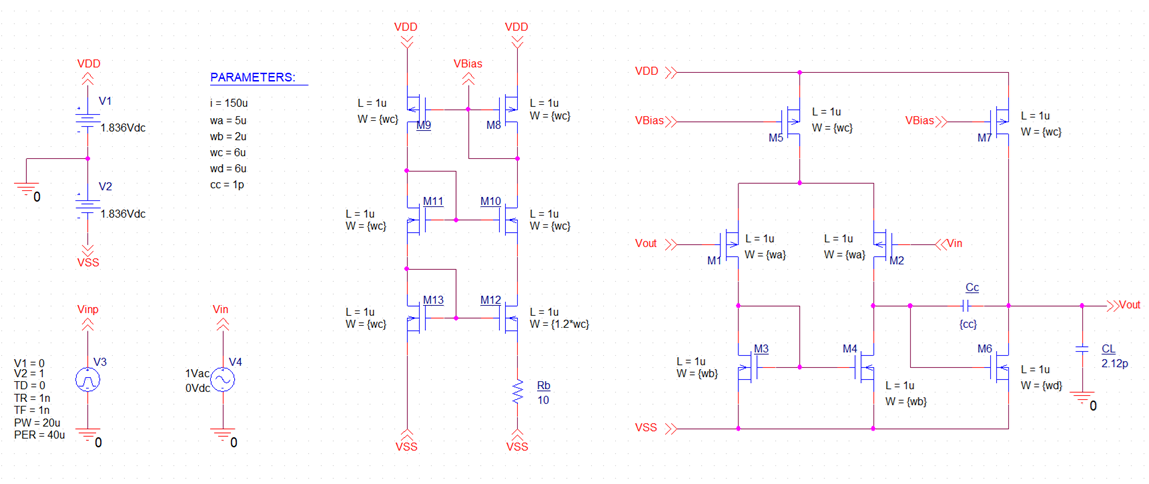 VDD
V1
1.836Vdc
0
V2
1.836Vdc
VSS
PARAMETERS:
i = 150u
wa = 5u
wb = 2u
wc = 6u
wd = 6u
cc = 1p
Vinp
V3
V1 = 0
V2 = 1
TD = 0
TR = 1n
TF = 1n
PW = 20u
PER = 40u
0
Vin
V4
1Vac
0Vdc
0
VDD
VDD
VBias
L = 1u
W = {wc}
M9
M8
L = 1u
W = {wc}
M11
L = 1u
W = {wc}
M10
L = 1u
W = {wc}
M13
L = 1u
W = {wc}
M12
L = 1u
W = {1.2*wc}
Rb
10
VSS
VSS
VDD
VBias
M5
L = 1u
W = {wc}
VBias
M7
L = 1u
W = {wc}
Vout
M1
L = 1u
W = {wa}
L = 1u
W = {wa}
M2
Vin
Cc
{cc}
Vout
M3
L = 1u
W = {wb}
M4
L = 1u
W = {wb}
M6
L = 1u
W = {wd}
CL
2.12p
0
VSS